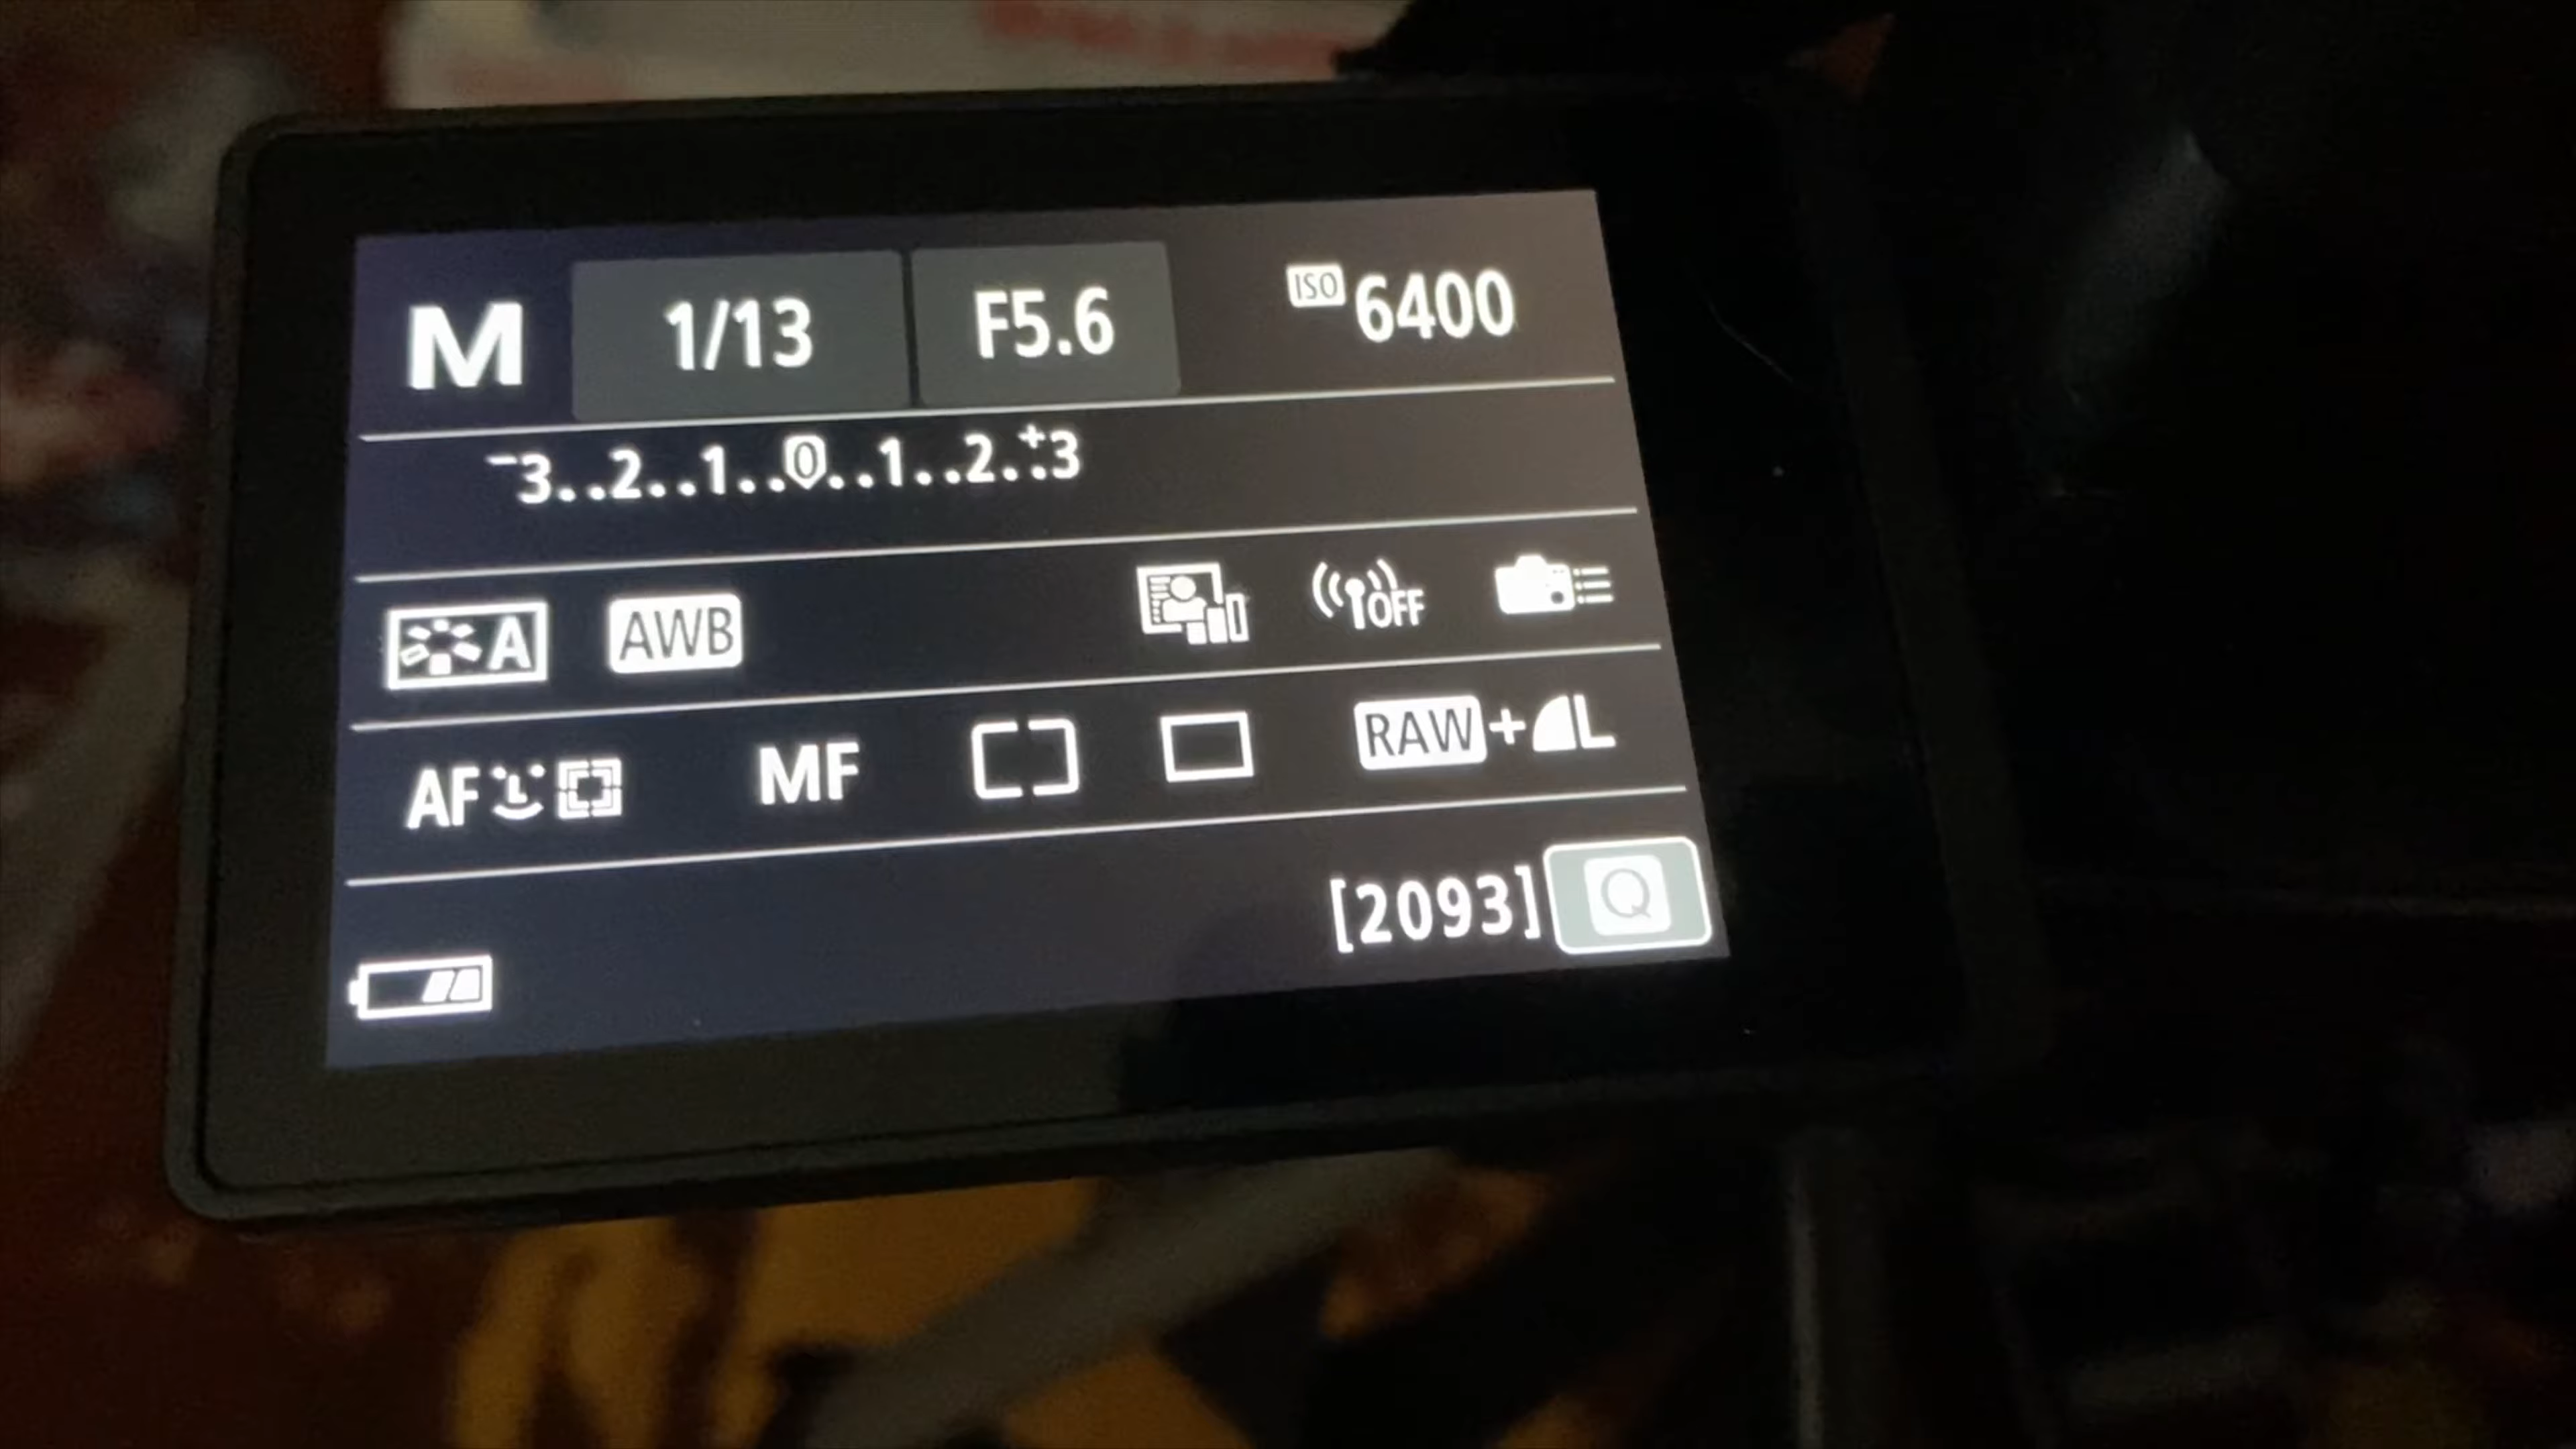 M 1/13 F5.6 ISO 6400
-3..2..1..0..1..2..+3
A AWB OFF
AF L MF RAW+L
[2093] Q